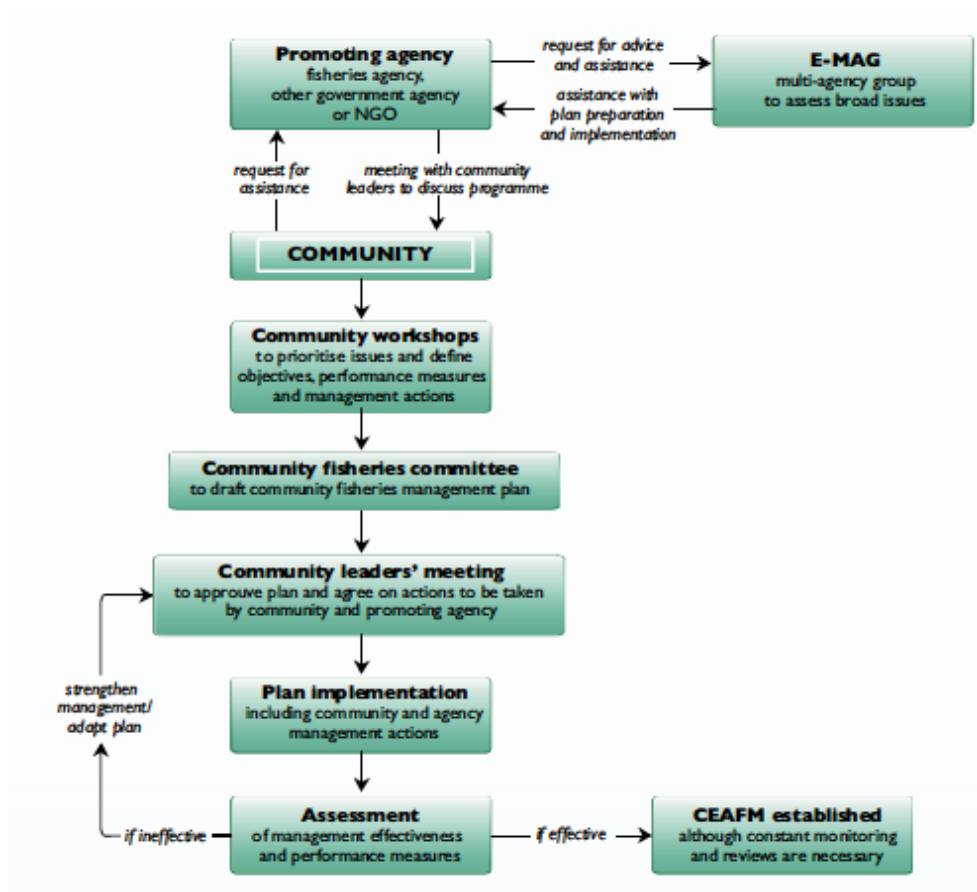 Promoting agency
fisheries agency,
other government agency
or NGO
request for advice
and assistance
E-MAG
multi-agency group
to assess broad issues
assistance with
plan preparation
and implementation
request for
assistance
meeting with community
leaders to discuss programme
COMMUNITY
Community workshops
to prioritise issues and define
objectives, performance measures
and management actions
Community fisheries committee
to draft community fisheries management plan
Community leaders’ meeting
to approuve plan and agree on actions to be taken
by community and promoting agency
strengthen
management/
adapt plan
Plan implementation
including community and agency
management actions
if ineffective
Assessment
of management effectiveness
and performance measures
if effective
CEAFM established
although constant monitoring
and reviews are necessary